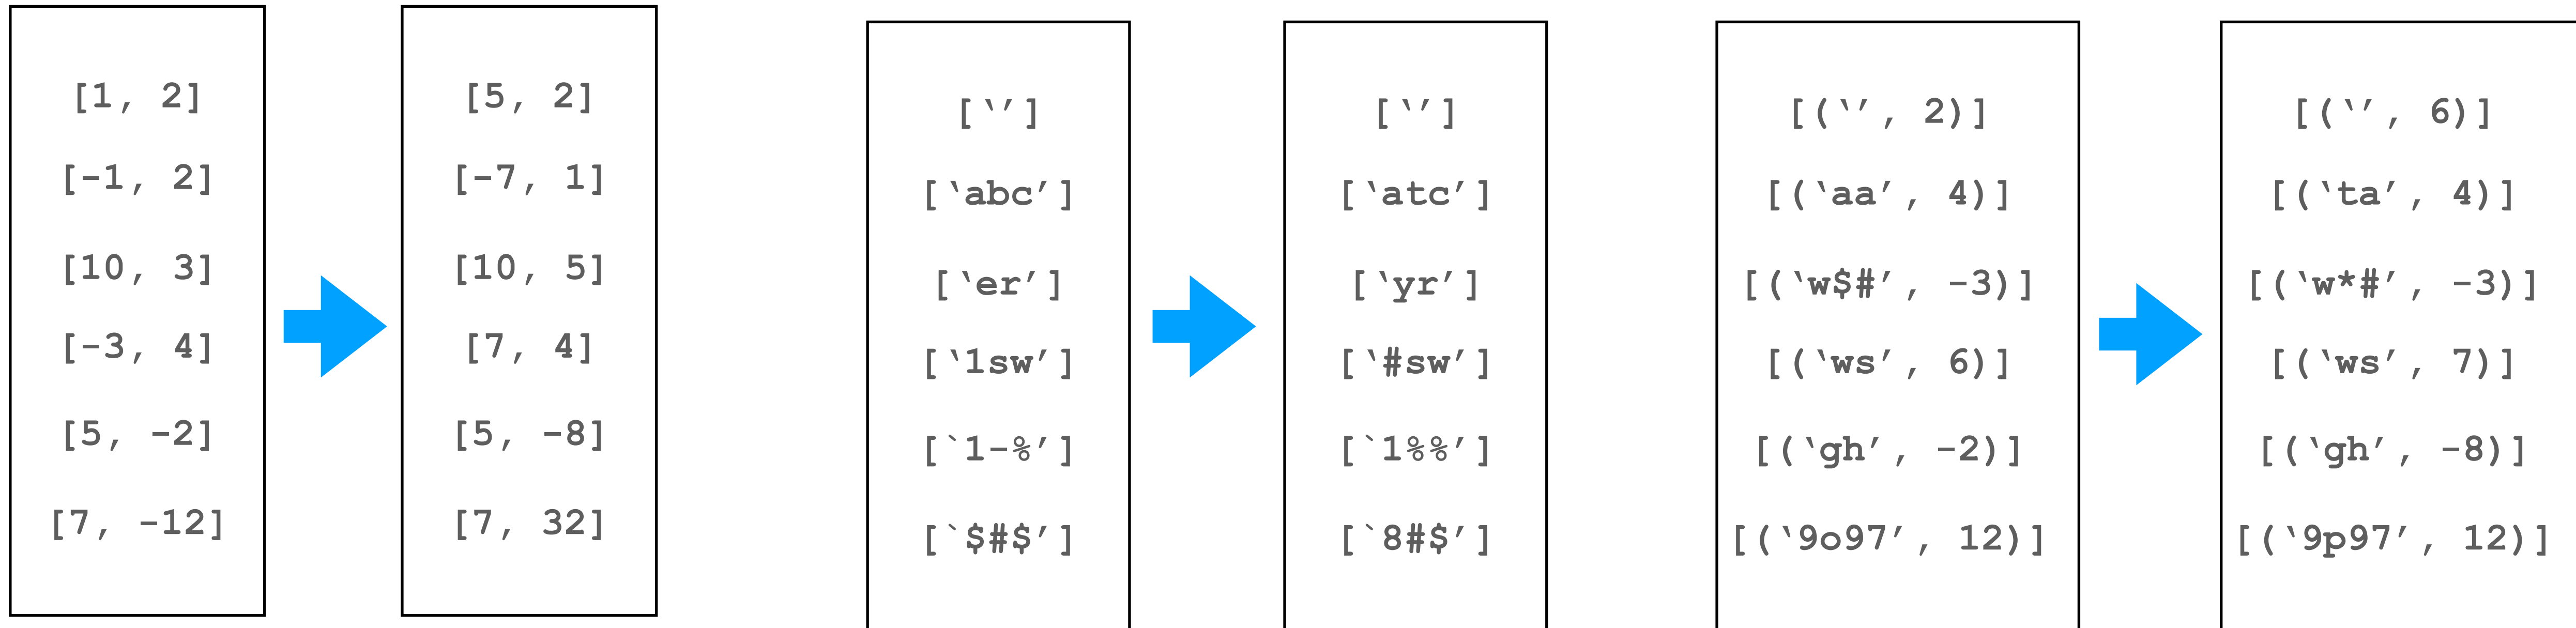 [1, 2]
[-1, 2]
[10, 3]
[-3, 4]
[5, -2]
[7, -12]
[5, 2]
[-7, 1]
[10, 5]
[7, 4]
[5, -8]
[7, 32]
[‘’]
[‘abc’]
[‘er’]
[‘1sw’]
[`1-%’]
[`$#$’]
[‘’]
[‘atc’]
[‘yr’]
[‘#sw’]
[`1%%’]
[`8#$’]
[(‘’, 2)]
[(‘aa’, 4)]
[(‘w$#’, -3)]
[(‘ws’, 6)]
[(‘gh’, -2)]
[(‘9o97’, 12)]
[(‘’, 6)]
[(‘ta’, 4)]
[(‘w*#’, -3)]
[(‘ws’, 7)]
[(‘gh’, -8)]
[(‘9p97’, 12)]